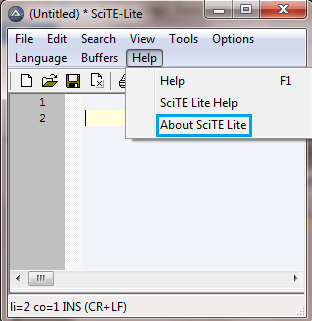 (Untitled) * SciTE-Lite
File Edit Search View Tools Options
Language Buffers Help
Help F1
SciTE Lite Help
About SciTE Lite
1
2
li=2 co=1 INS (CR+LF)